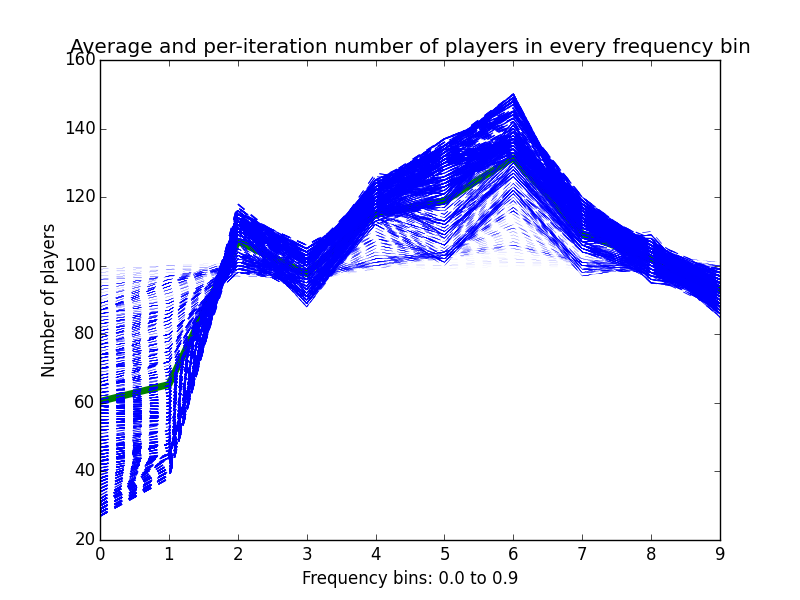 Average and per-iteration number of players in every frequency bin
160
140
120
100
80
60
40
20
Number of players
0 1 2 3 4 5 6 7 8 9
Frequency bins: 0.0 to 0.9